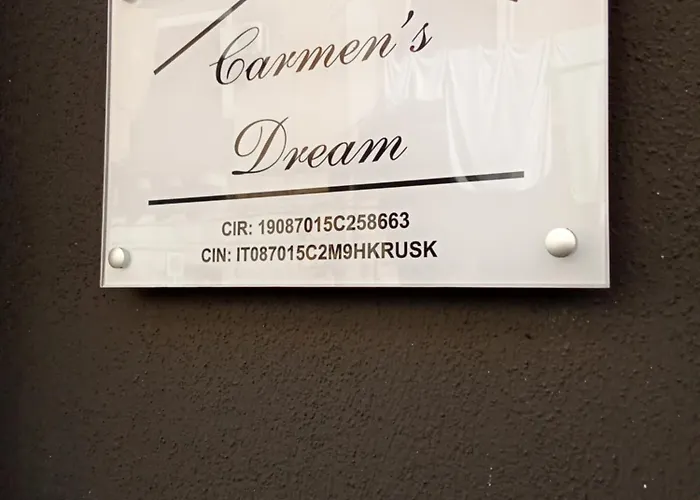 Carmen's
Dream
CIR: 19087015C258663
CIN: IT087015C2M9HKRUSK